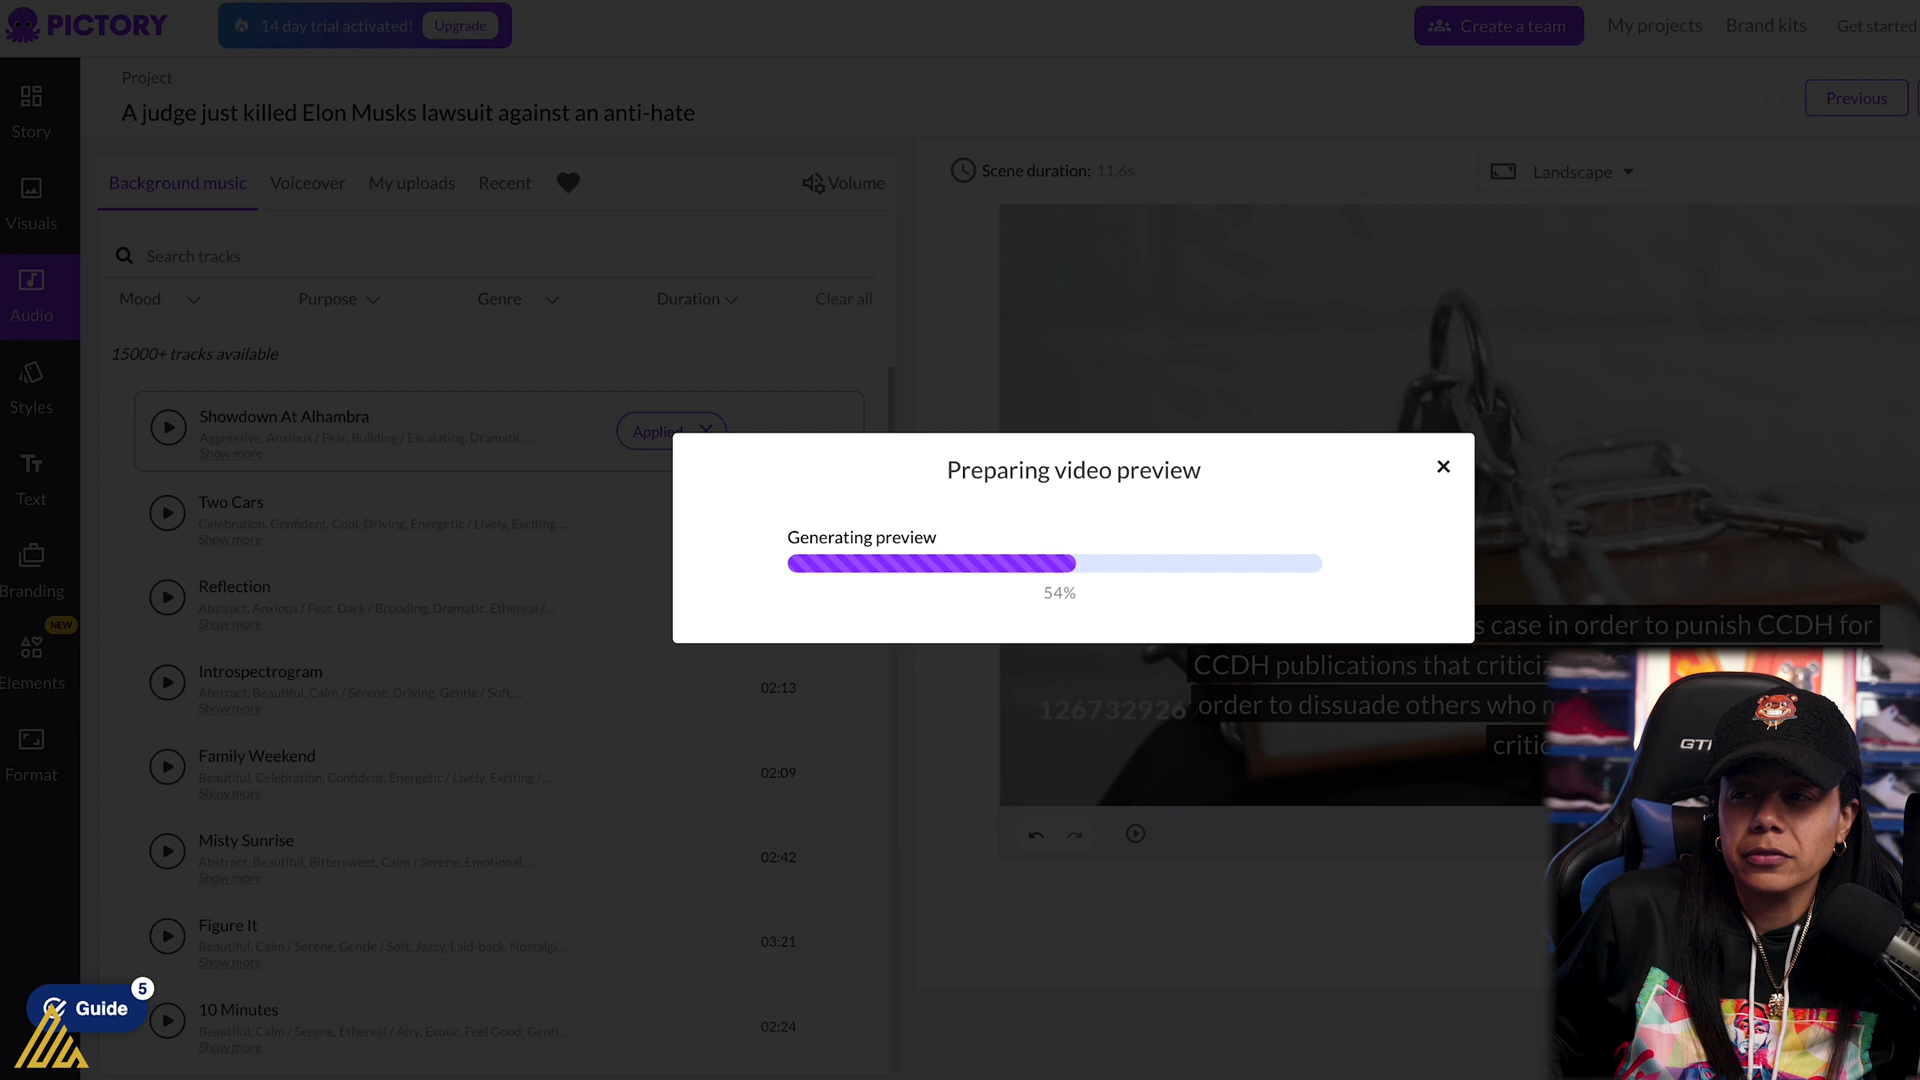 PICTORY
14 day trial activated!
Upgrade
Create a team
My projects
Brand kits
Get started
Project
A judge just killed Elon Musks lawsuit against an anti-hate
Previous
Story
Visuals
Audio
Styles
Text
Branding
NEW
Elements
Format
Background music
Voiceover
My uploads
Recent
Volume
Search tracks
Mood
Purpose
Genre
Duration
Clear all
15000+ tracks available
Showdown At Alhambra
Aggressive, Anxious / Fear, Building / Escalating, Dramatic,...
Show more
Applied
Two Cars
Celebration, Confident, Cool, Driving, Energetic / Lively, Exciting ...
Show more
Reflection
Abstract, Anxious / Fear, Dark / Brooding, Dramatic, Ethereal /...
Show more
Introspectrogram
Abstract, Beautiful, Calm / Serene, Driving, Gentle / Soft,...
Show more
02:13
Family Weekend
Beautiful, Celebration, Confident, Energetic / Lively, Exciting /...
Show more
02:09
Misty Sunrise
Abstract, Beautiful, Bittersweet, Calm / Serene, Emotional,...
Show more
02:42
Figure It
Beautiful, Calm / Serene, Gentle / Soft, Jazzy, Laid-back, Nostalgi...
Show more
03:21
10 Minutes
Beautiful, Calm / Serene, Ethereal / Airy, Exotic, Feel Good, Gentl...
Show more
02:24
Guide
5
Scene duration: 11.6s
Landscape
Preparing video preview
Generating preview
54%
s case in order to punish CCDH for
CCDH publications that criticiz
order to dissuade others who
critic
126732926